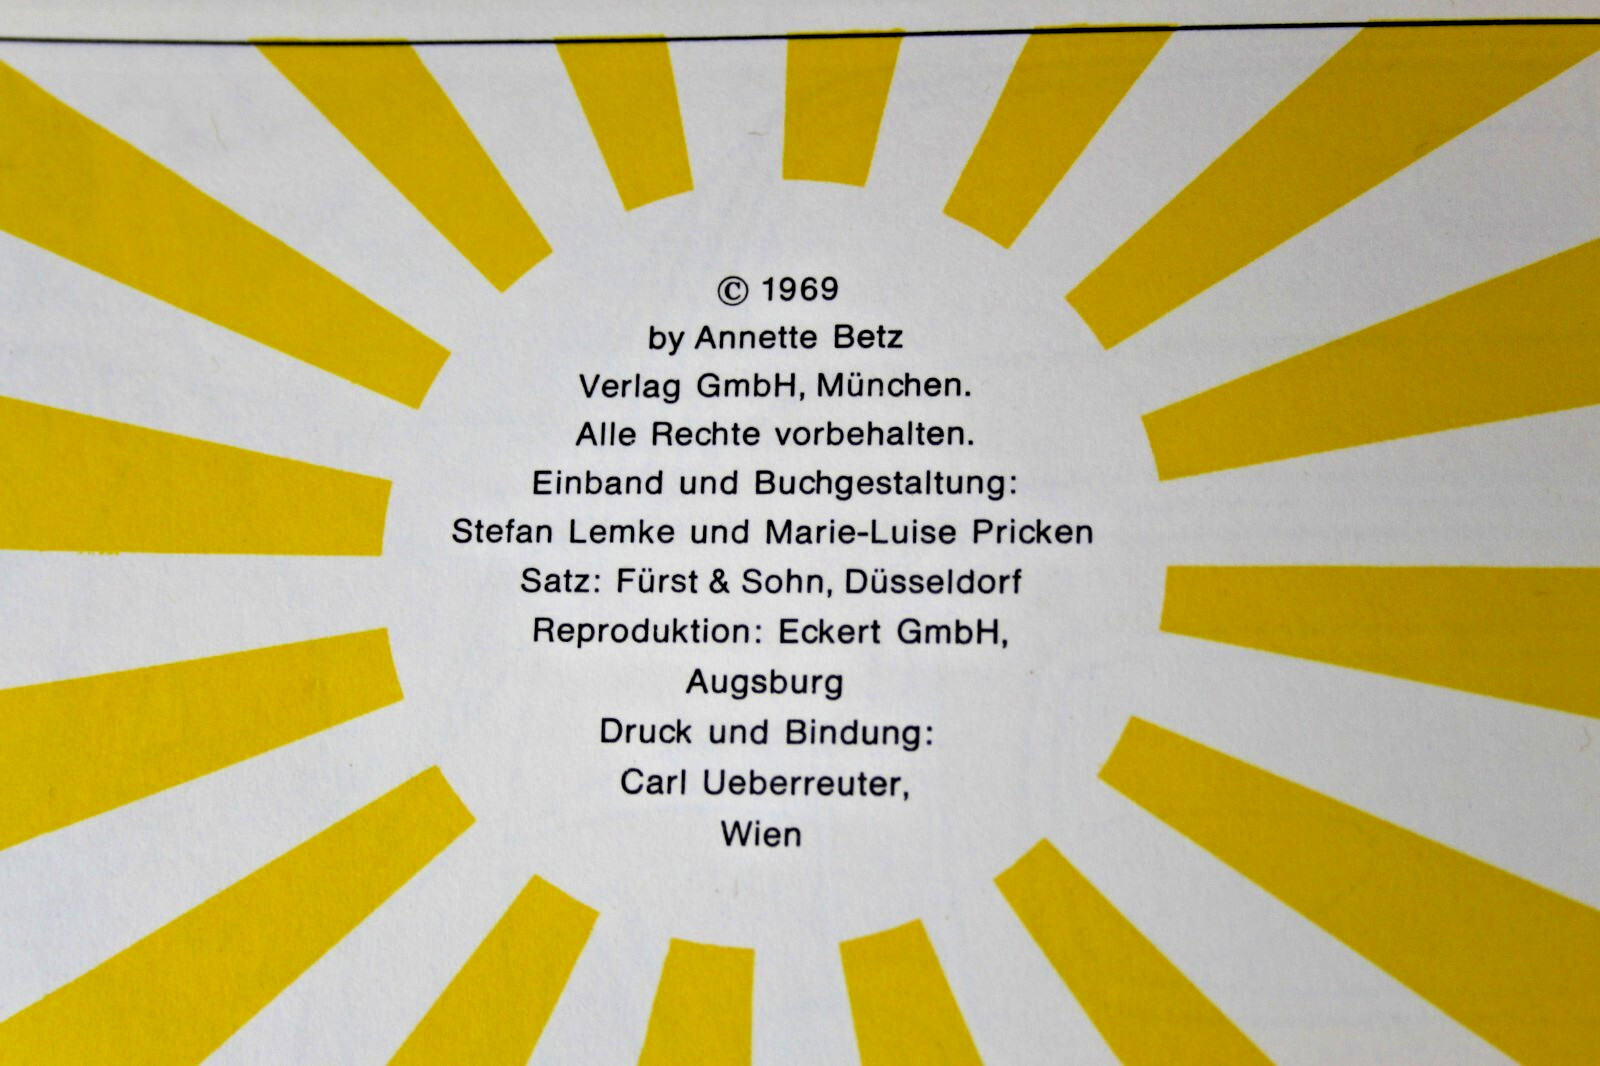 © 1969
by Annette Betz
Verlag GmbH, München.
Alle Rechte vorbehalten.
Einband und Buchgestaltung:
Stefan Lemke und Marie-Luise Pricken
Satz: Fürst & Sohn, Düsseldorf
Reproduktion: Eckert GmbH,
Augsburg
Druck und Bindung:
Carl Ueberreuter,
Wien